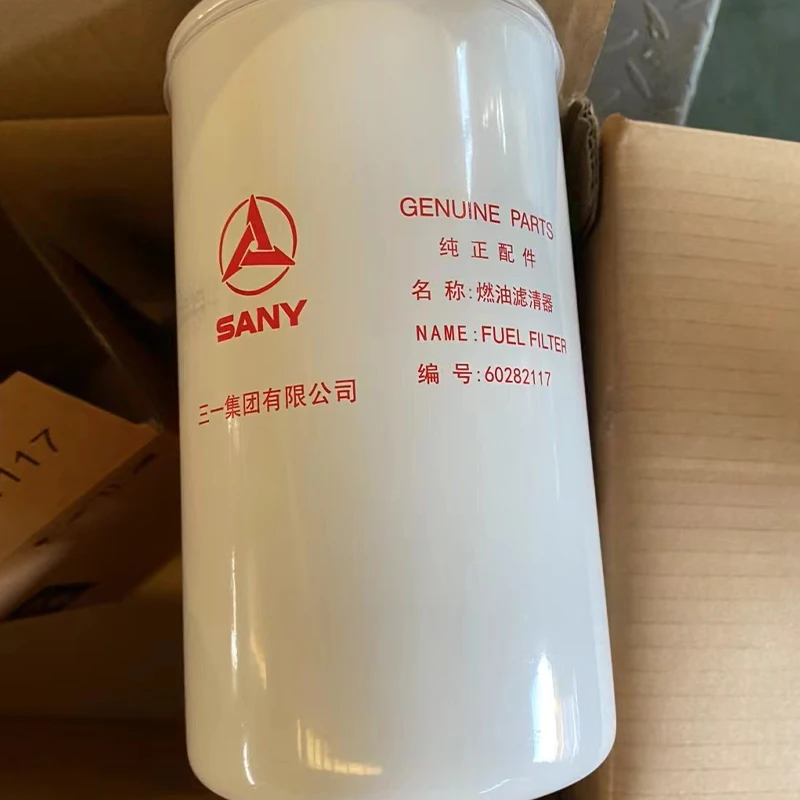 SANY
三一集团有限公司
GENUINE PARTS
纯正配件
名 称:燃油滤清器
NAME:FUEL FILTER
编 号:60282117
117